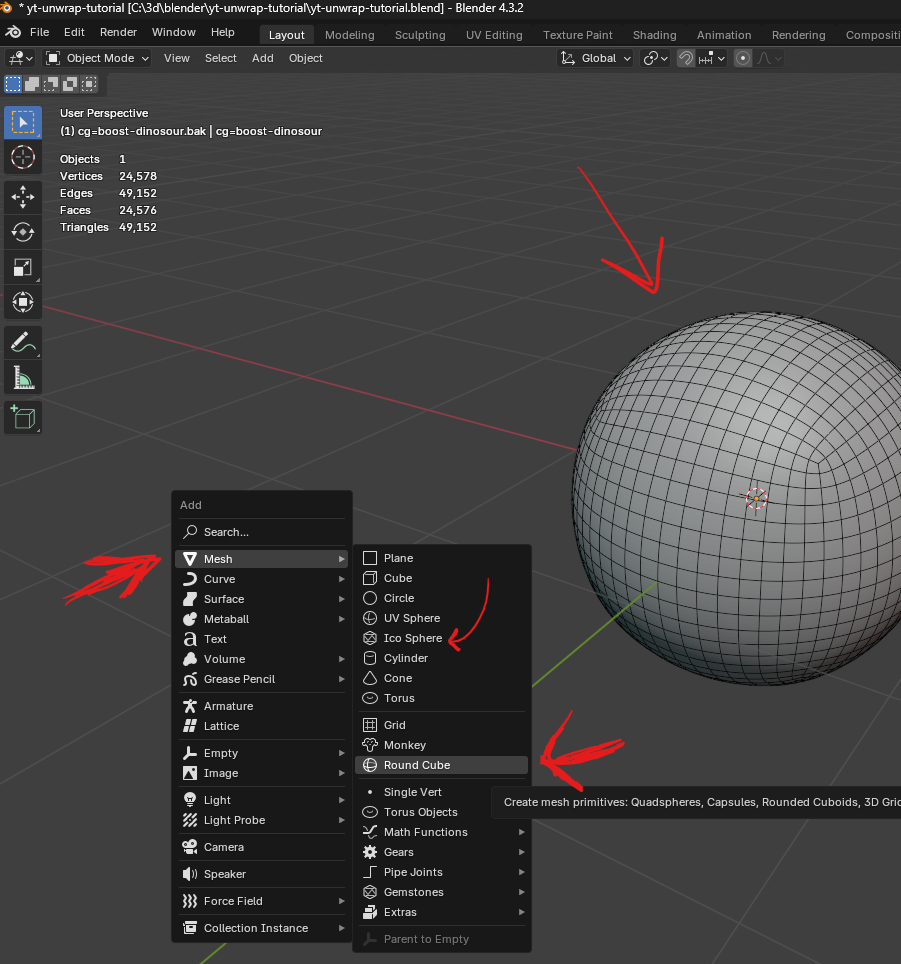 * yt-unwrap-tutorial [C:\3d\blender\yt-unwrap-tutorial\yt-unwrap-tutorial.blend] - Blender 4.3.2
File Edit Render Window Help Layout Modeling Sculpting UV Editing Texture Paint Shading Animation Rendering Compositi
Object Mode View Select Add Object Global
User Perspective
(1) cg=boost-dinosour.bak | cg=boost-dinosour
Objects 1
Vertices 24,578
Edges 49,152
Faces 24,576
Triangles 49,152
Add
Search...
Mesh
Curve
Surface
Metaball
Text
Volume
Grease Pencil
Armature
Lattice
Empty
Image
Light
Light Probe
Camera
Speaker
Force Field
Collection Instance
Plane
Cube
Circle
UV Sphere
Ico Sphere
Cylinder
Cone
Torus
Grid
Monkey
Round Cube
Single Vert
Torus Objects
Math Functions
Gears
Pipe Joints
Gemstones
Extras
Parent to Empty
Create mesh primitives: Quadspheres, Capsules, Rounded Cuboids, 3D Gric